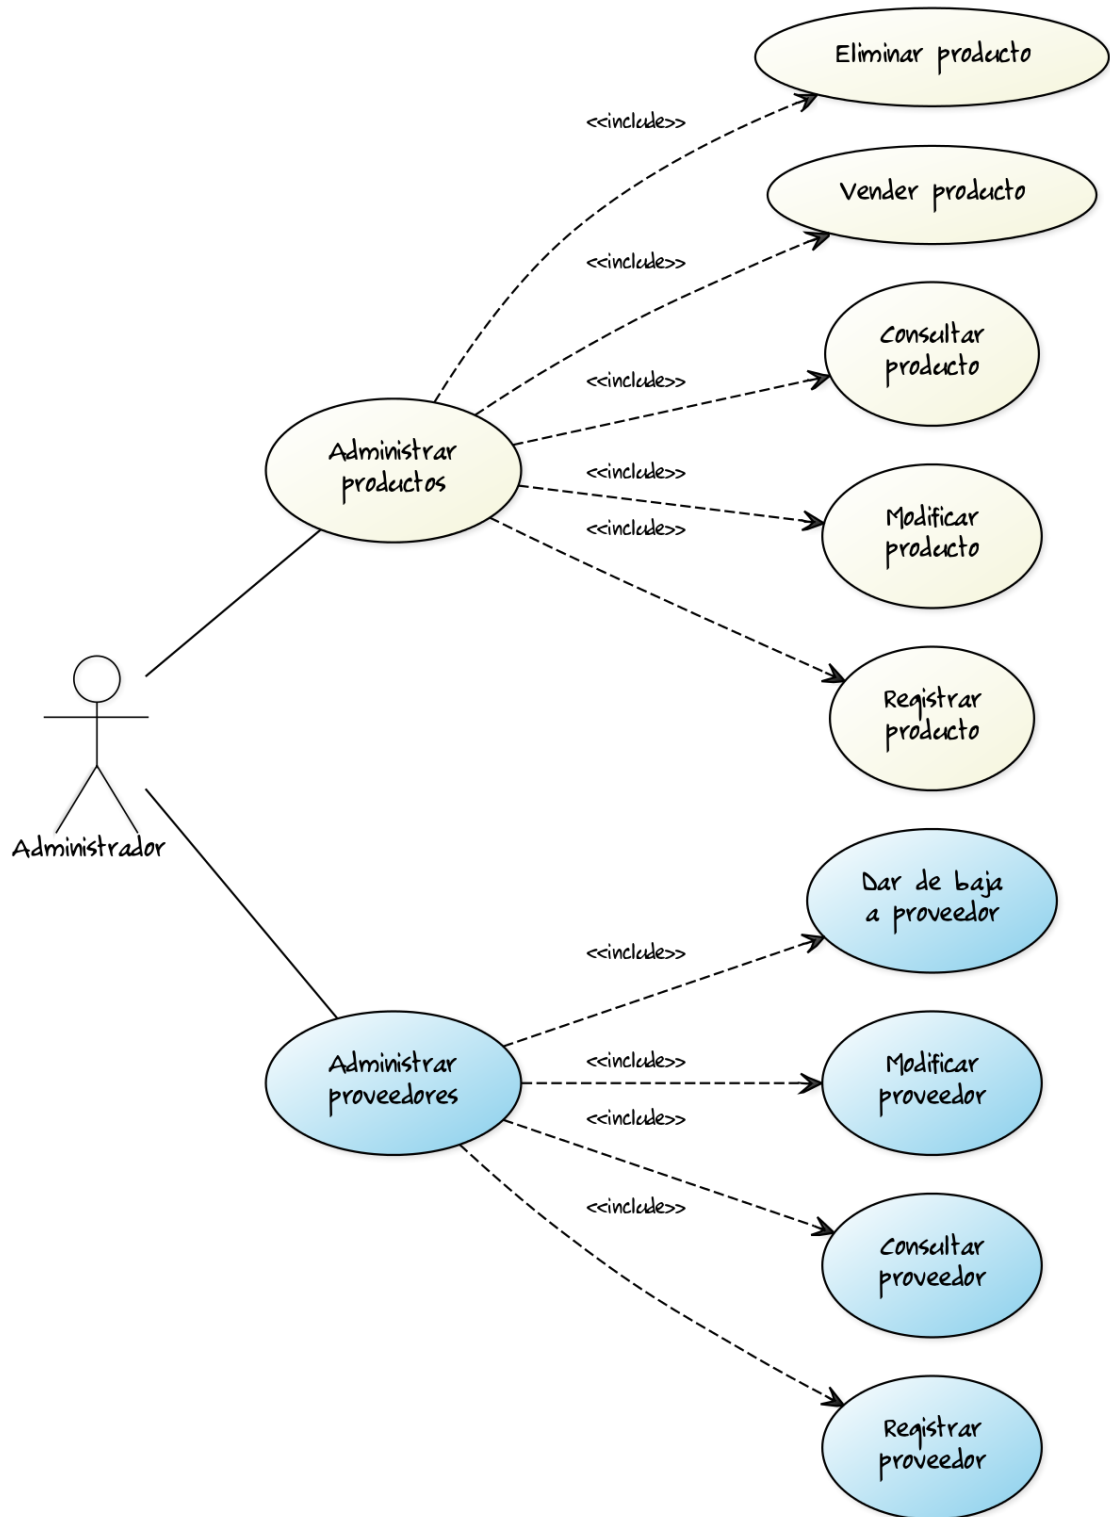 Eliminar producto
<<include>>
Vender producto
<<include>>
Consultar
producto
<<include>>
Administrar
productos
<<include>>
Modificar
producto
<<include>>
Registrar
producto
Administrador
Dar de baja
a proveedor
<<include>>
Administrar
proveedores
<<include>>
Modificar
proveedor
<<include>>
Consultar
proveedor
<<include>>
Registrar
proveedor